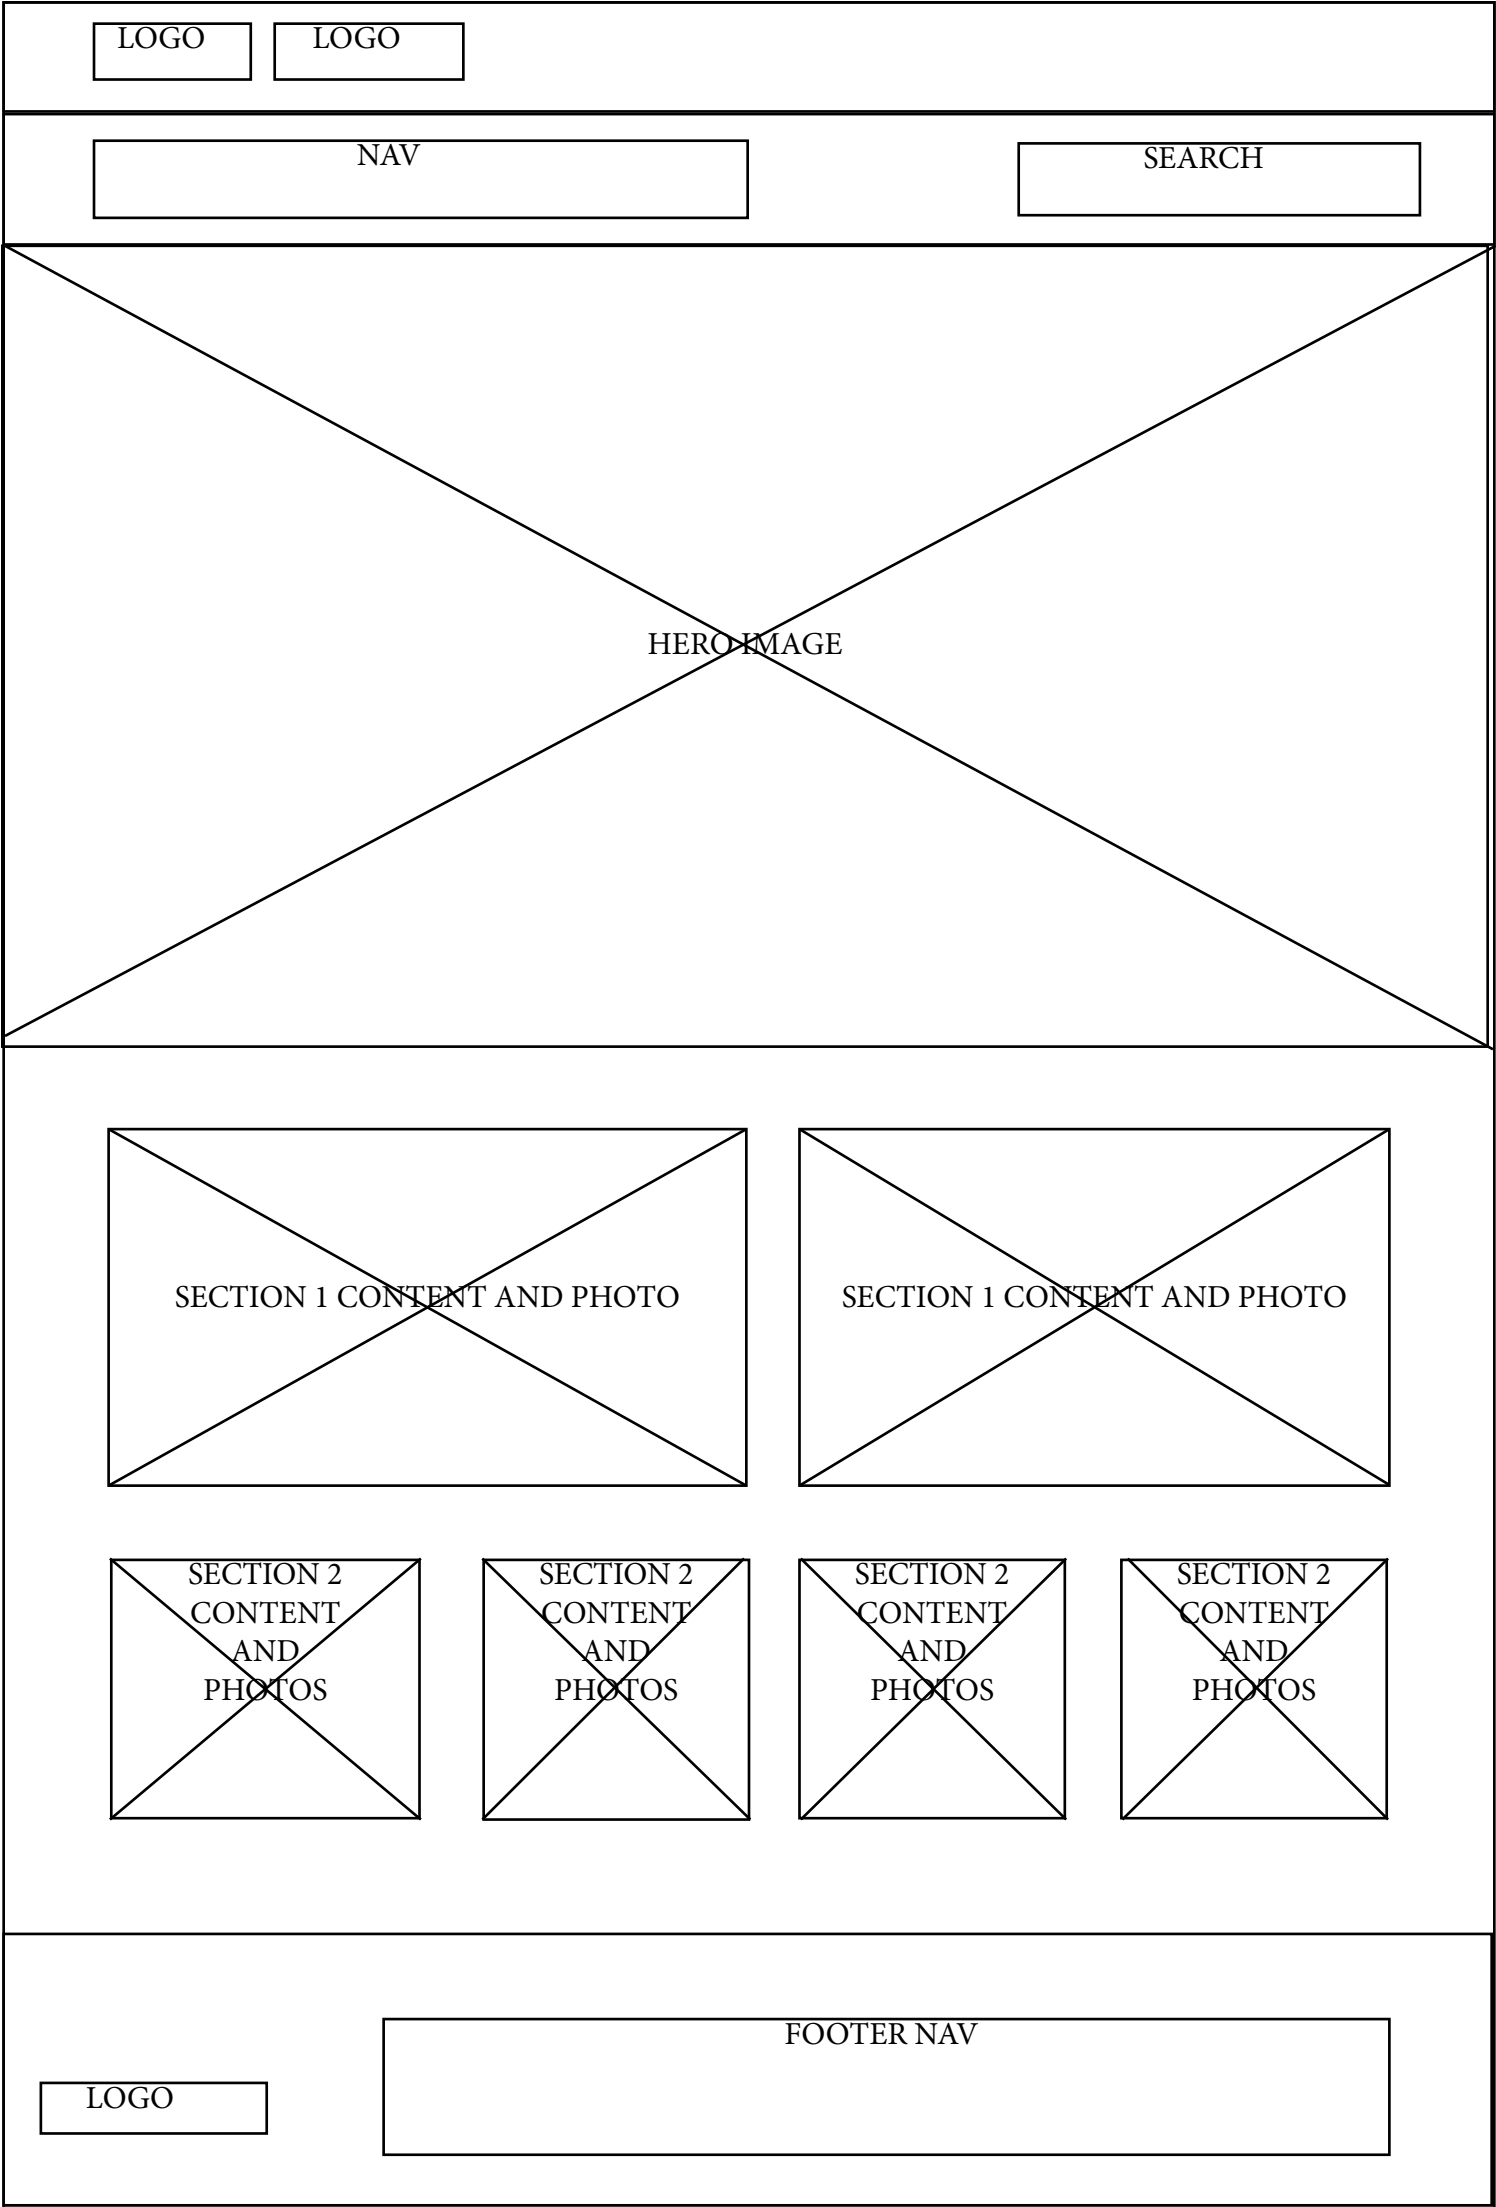 LOGO
LOGO
NAV
SEARCH
HERO IMAGE
SECTION 1 CONTENT AND PHOTO
SECTION 1 CONTENT AND PHOTO
SECTION 2
CONTENT
AND
PHOTOS
SECTION 2
CONTENT
AND
PHOTOS
SECTION 2
CONTENT
AND
PHOTOS
SECTION 2
CONTENT
AND
PHOTOS
FOOTER NAV
LOGO